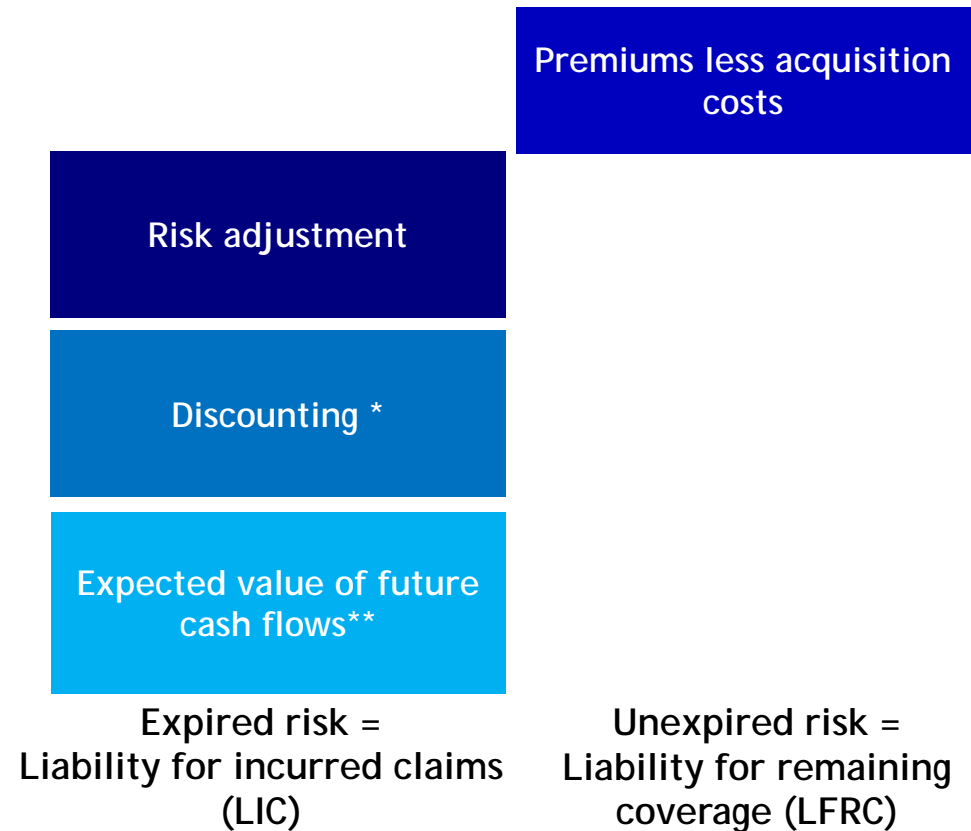 Premiums less acquisition
costs
Risk adjustment
Discounting *
Expected value of future
cash flows**
Expired risk =
Liability for incurred claims
(LIC)
Unexpired risk =
Liability for remaining
coverage (LFRC)